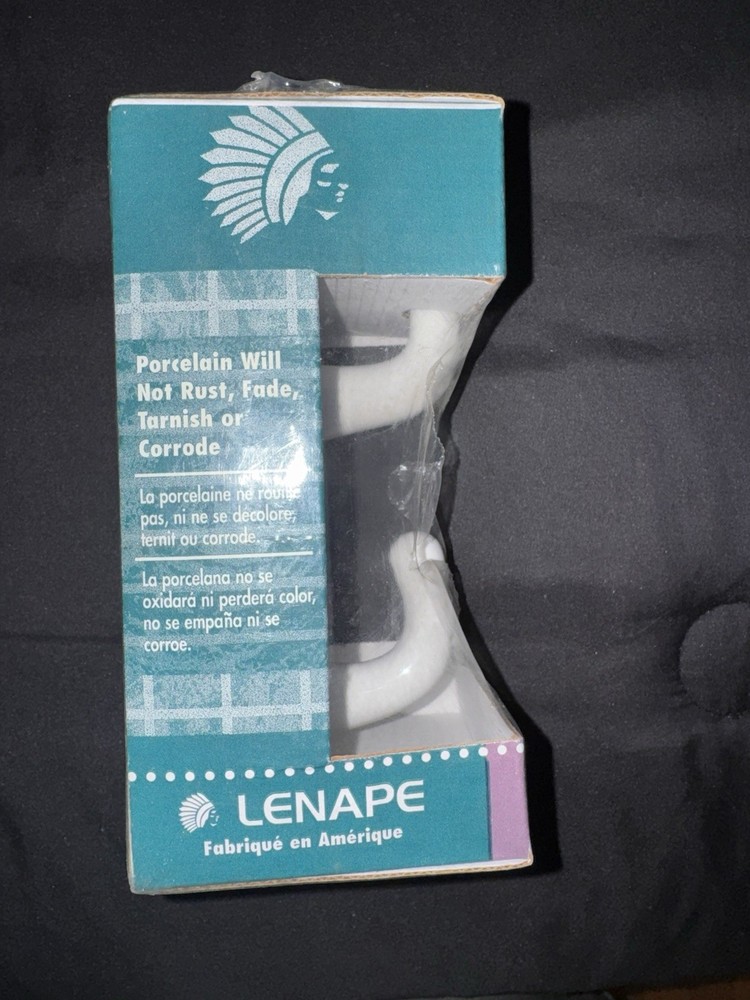 Porcelain Will
Not Rust, Fade,
Tarnish or
Corrode
La porcelaine ne rouille
pas, ni ne se décolore,
ternit ou corrode.
La porcelana no se
oxidará ni perderá color,
no se empaña ni se
corroe.
LENAPE
Fabriqué en Amérique